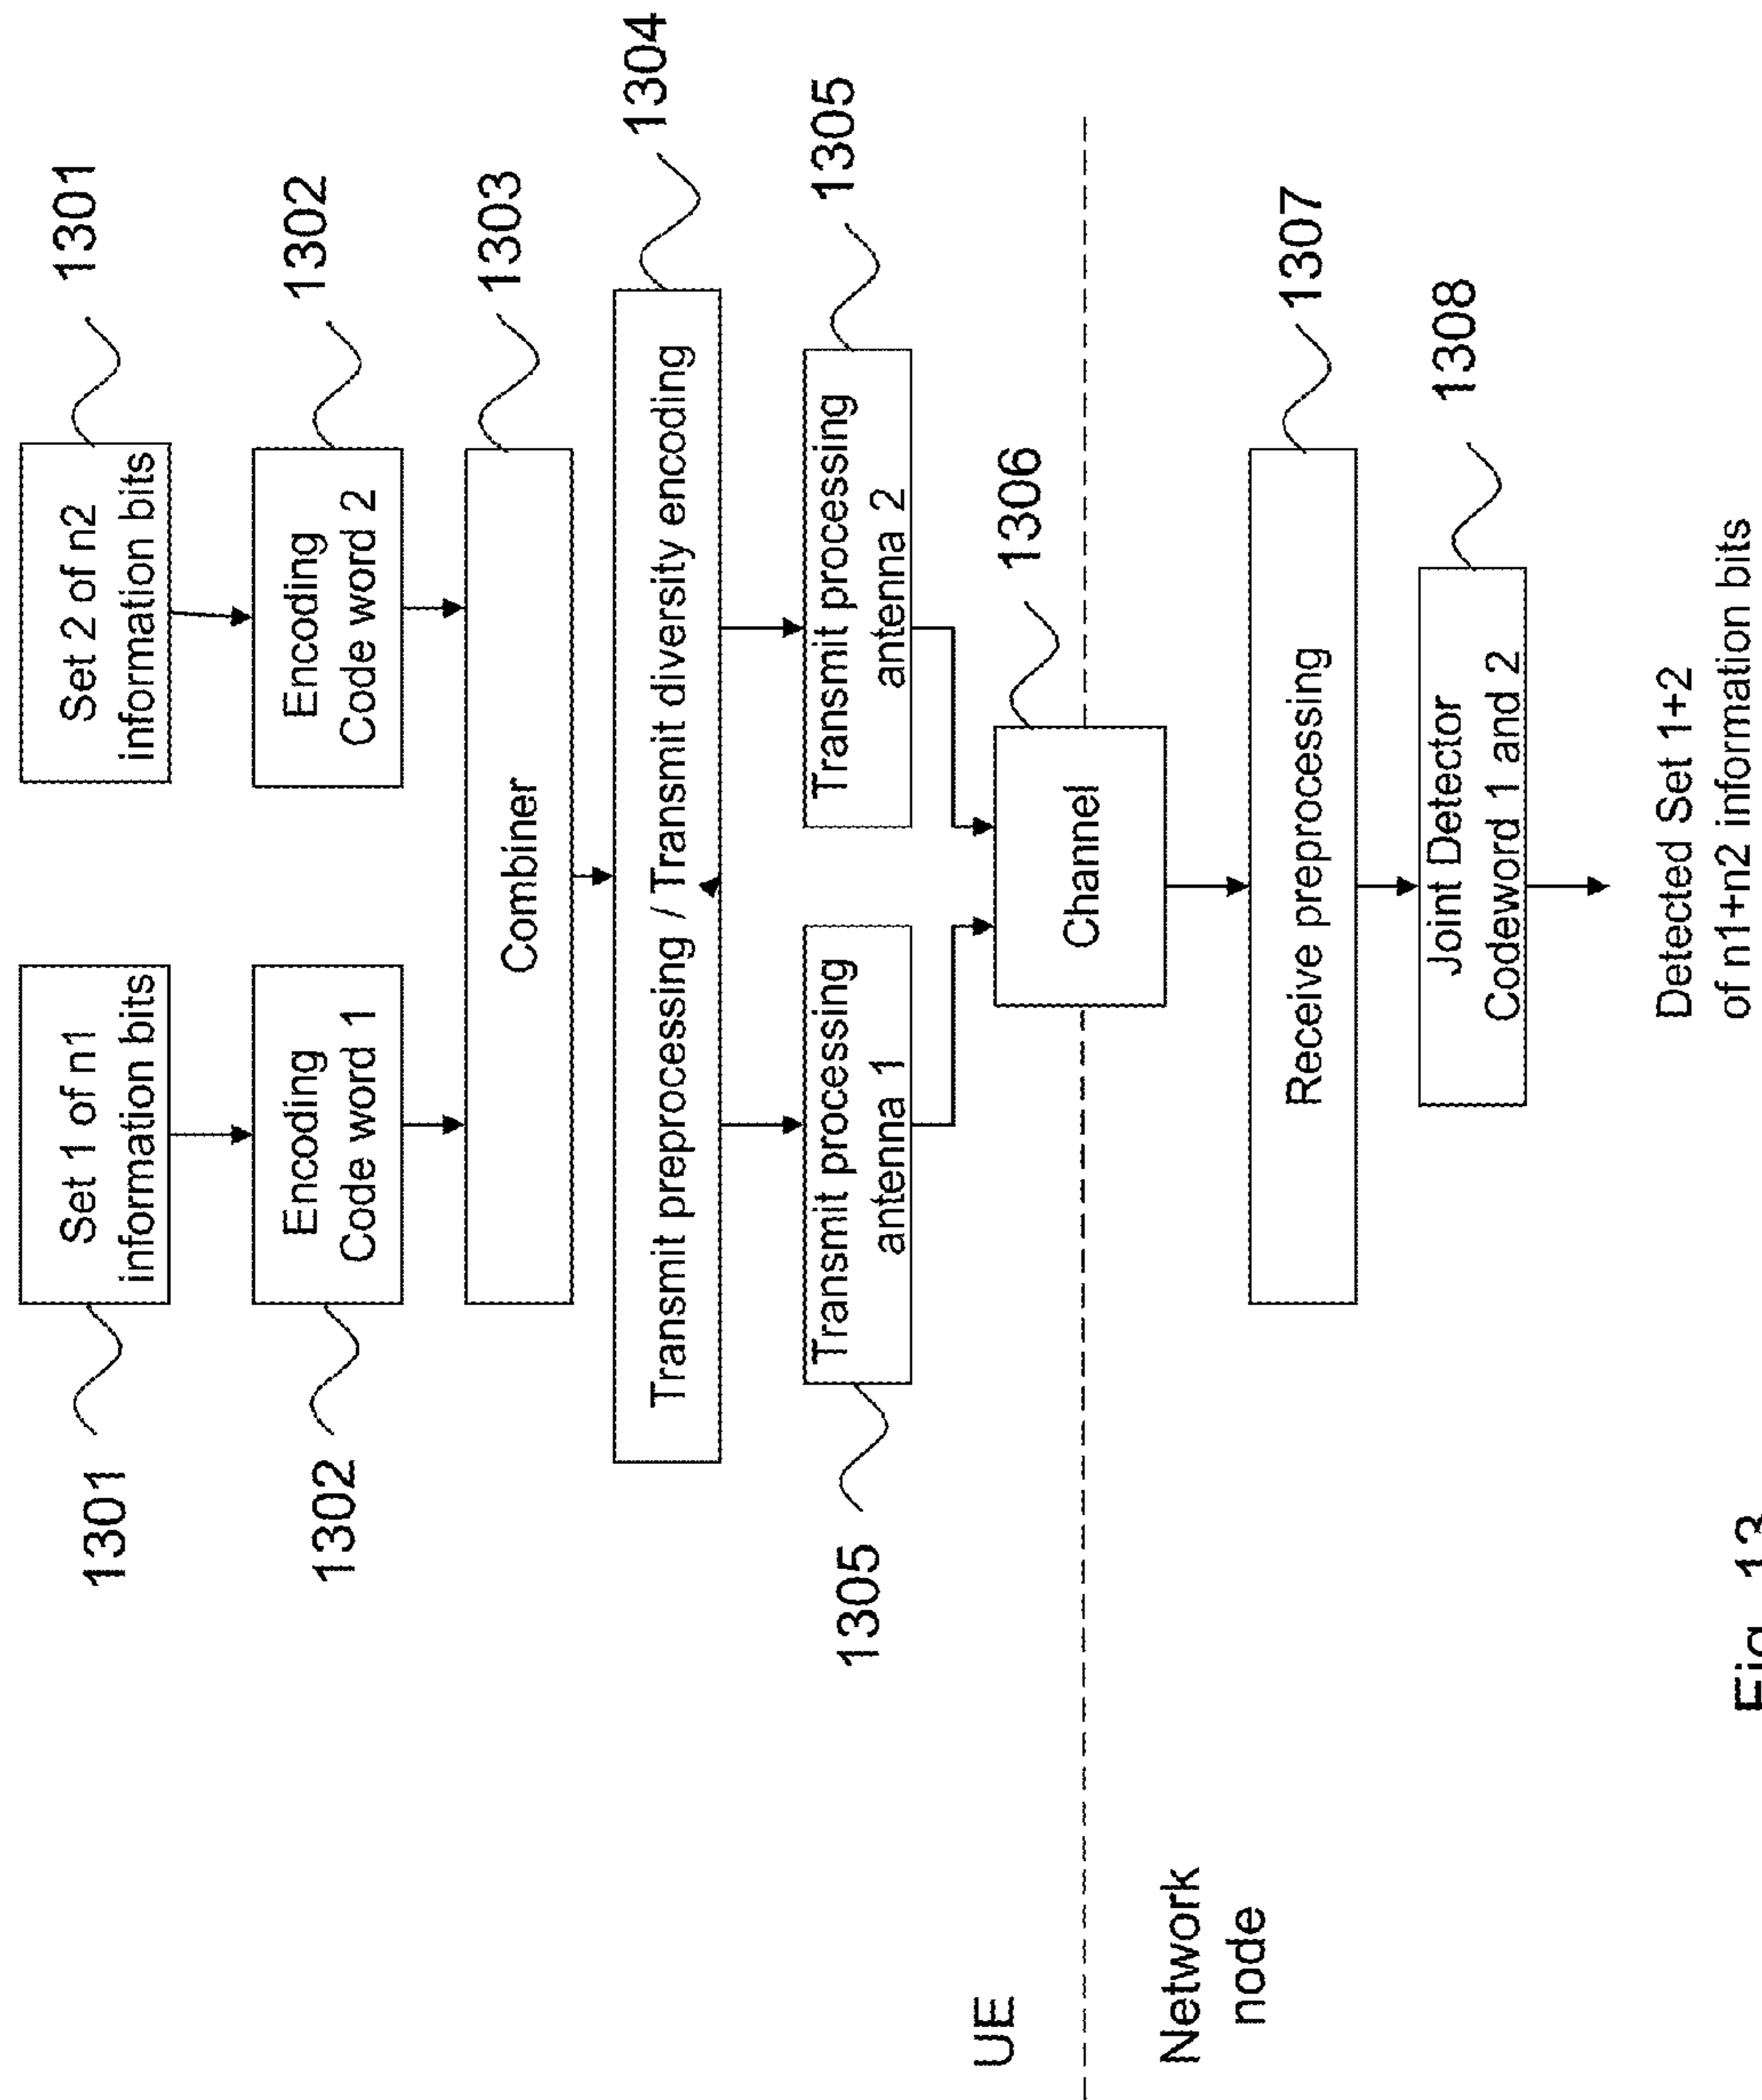 1301
Set 1 of n1
information bits
Set 2 of n2
information bits
1301
1302
Encoding
Code word 1
Encoding
Code word 2
1302
Combiner
1303
Transmit preprocessing / Transmit diversity encoding
1304
1305
Transmit processing
antenna 1
Transmit processing
antenna 2
1305
UE
Channel
1306
Network
node
Receive preprocessing
1307
Joint Detector
Codeword 1 and 2
1308
Detected Set 1+2
of n1+n2 information bits
Fig. 13